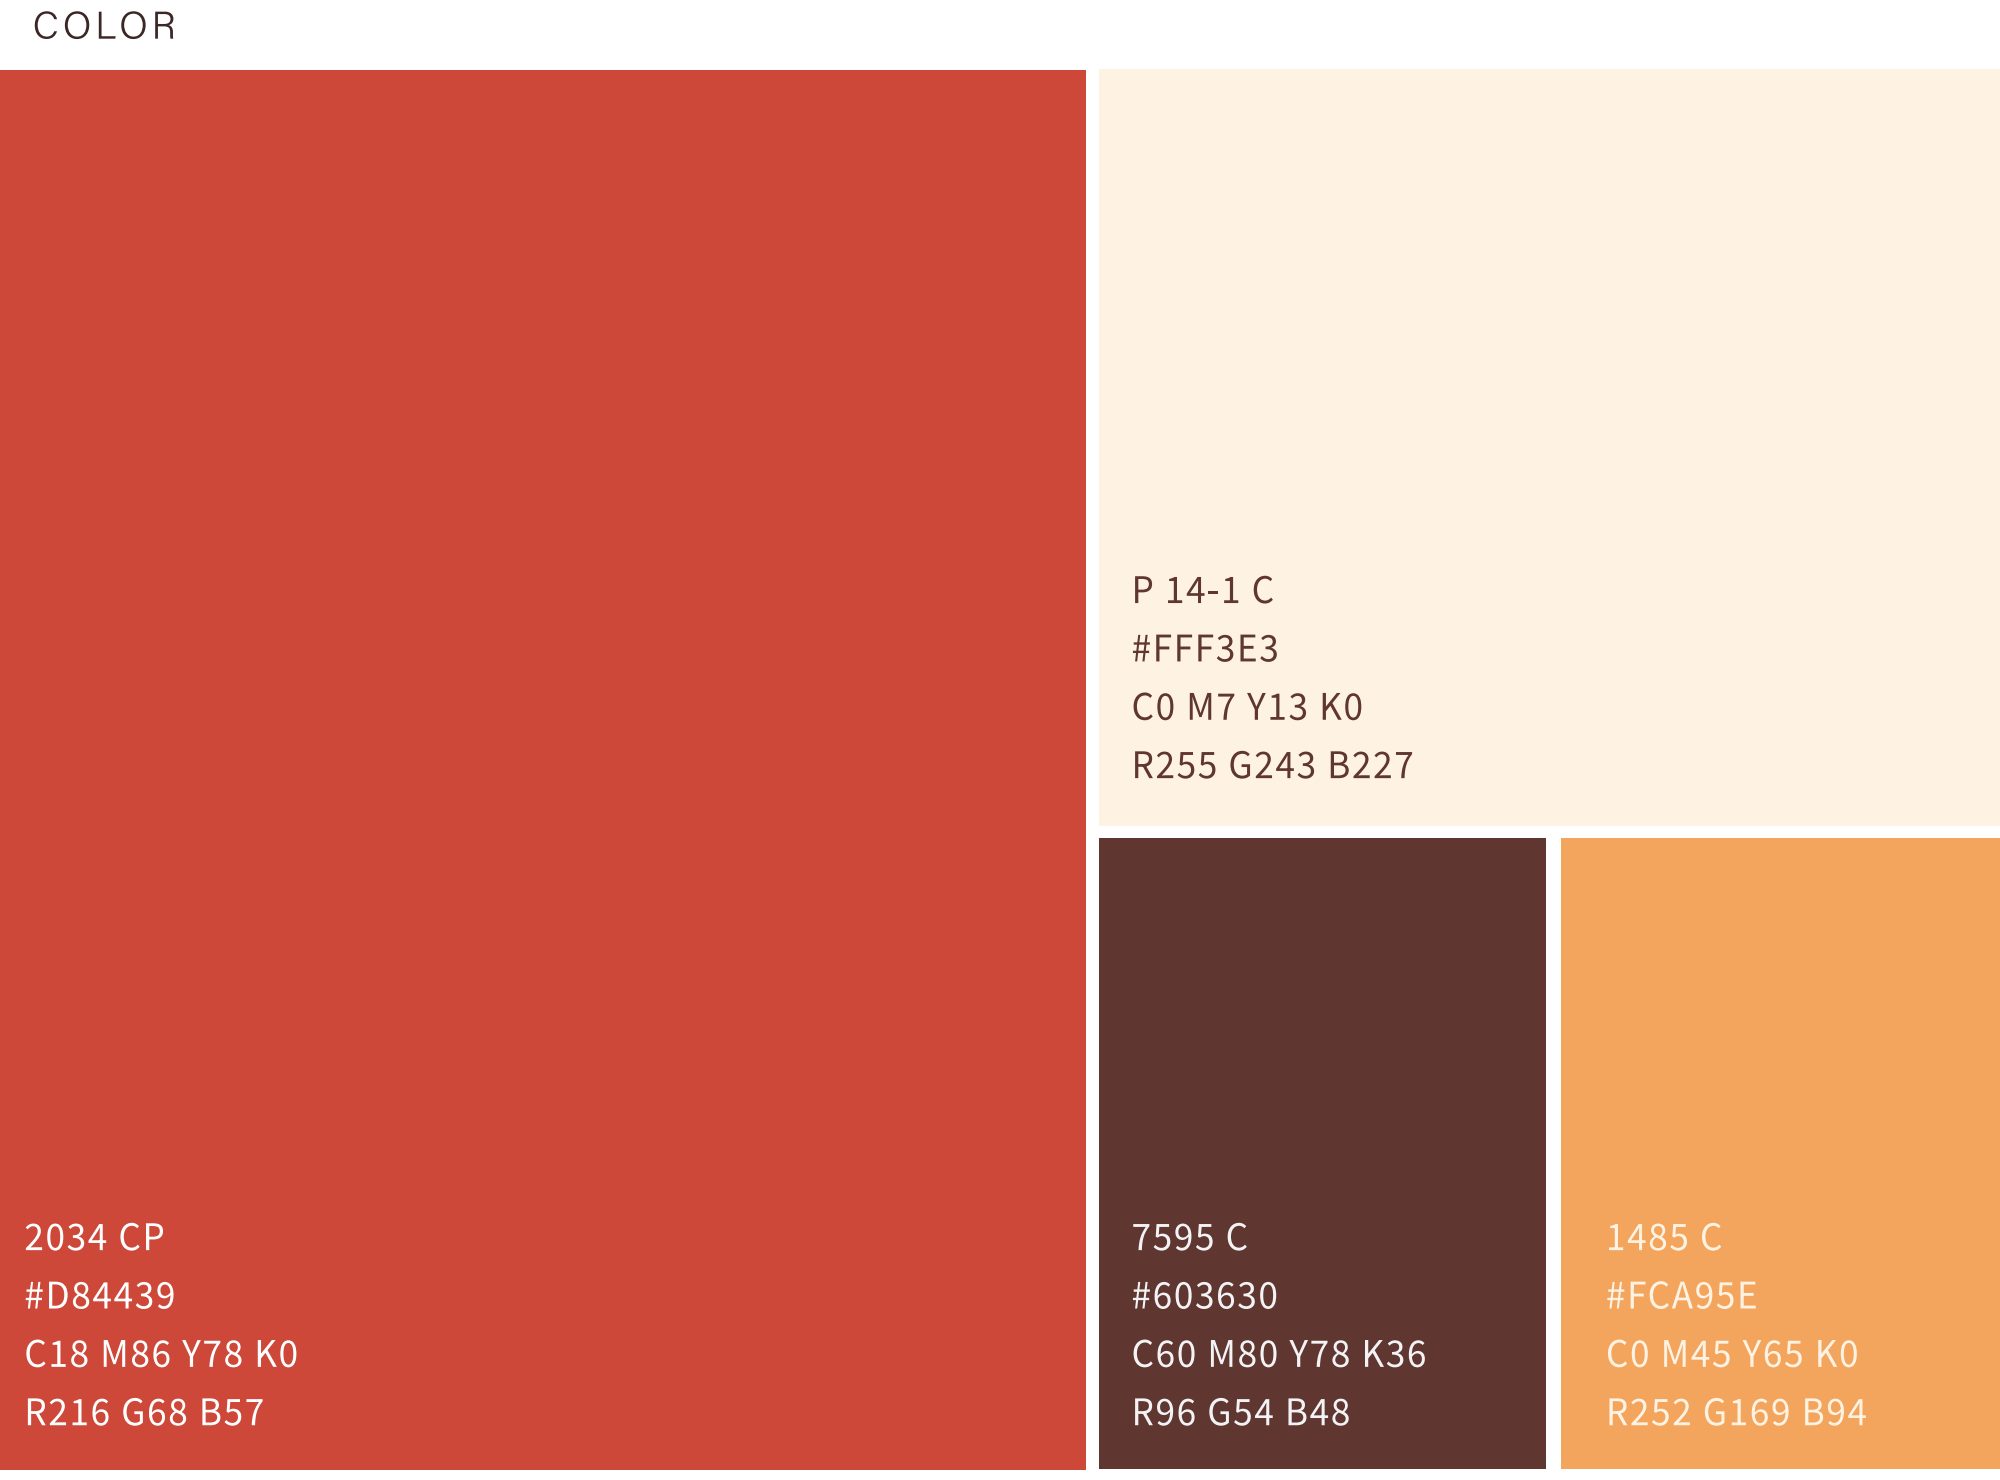 COLOR
2034 CP
#D84439
C18 M86 Y78 K0
R216 G68 B57
P 14-1 C
#FFF3E3
C0 M7 Y13 K0
R255 G243 B227
7595 C
#603630
C60 M80 Y78 K36
R96 G54 B48
1485 C
#FCA95E
C0 M45 Y65 K0
R252 G169 B94